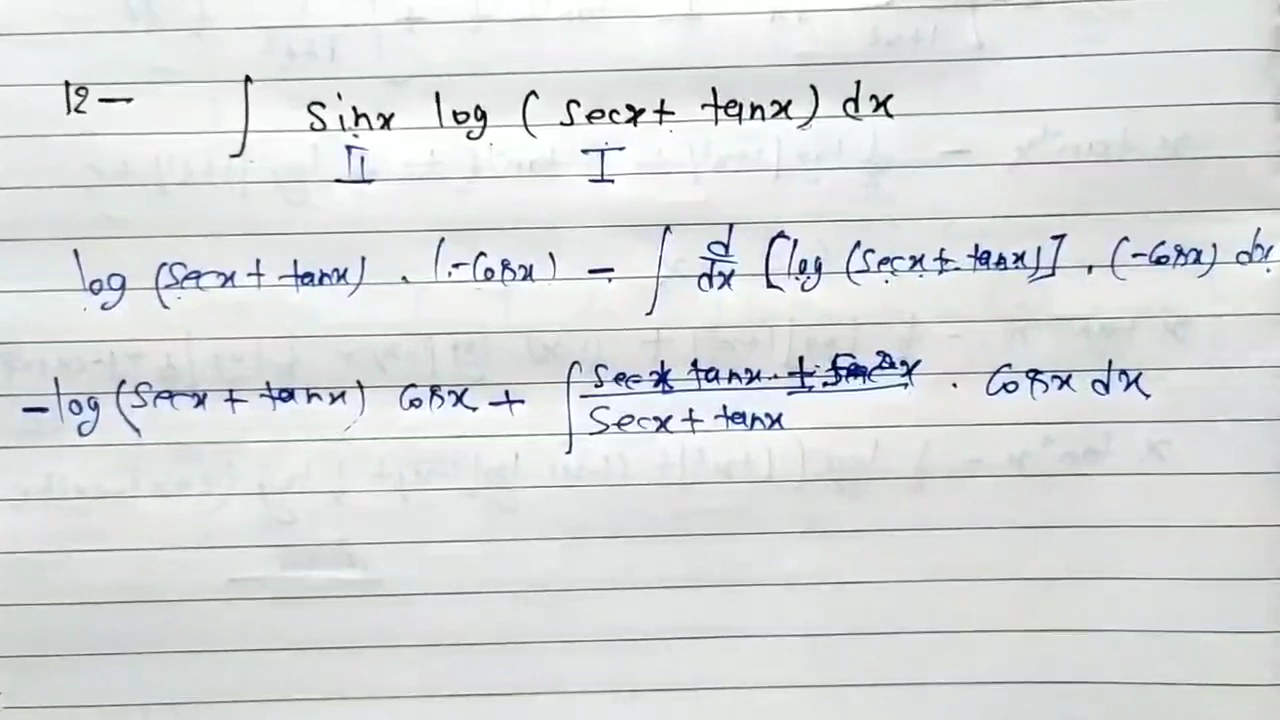 12- ∫ sinx log (secx + tanx) dx
II I
log (secx + tanx) . (-cosx) - ∫ d/dx [log (secx + tanx)] . (-cosx) dx
-log (secx + tanx) cosx + ∫ (secx tanx + sec²x)/(secx + tanx) . cosx dx